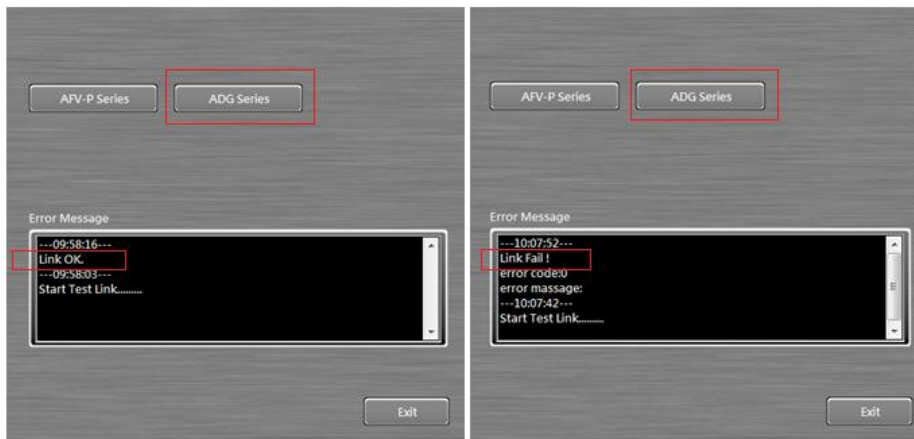 AFV-P Series
ADG Series
Error Message
---09:58:16---
Link OK.
---09:58:03---
Start Test Link.........
Exit
AFV-P Series
ADG Series
Error Message
---10:07:52---
Link Fail !
error code:0
error massage:
---10:07:42---
Start Test Link.........
Exit